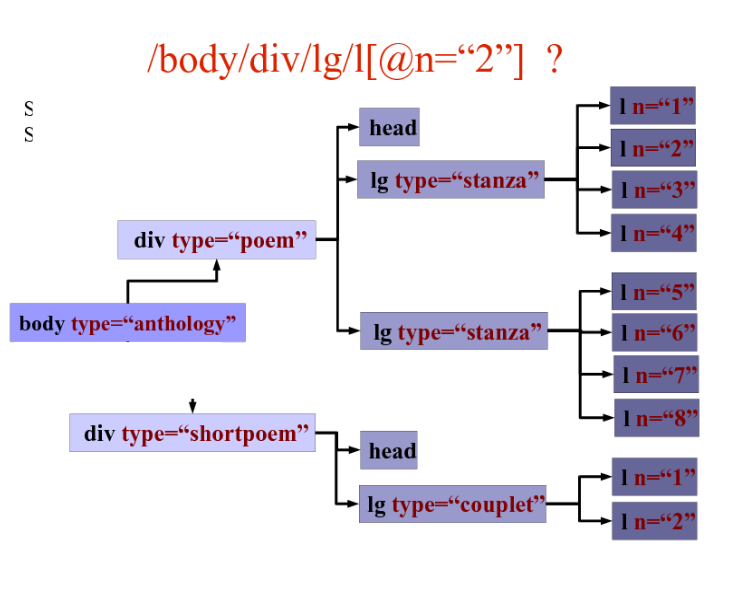 /body/div/lg/l[@n=“2”] ?
S
S
head
lg type=“stanza”
l n=“1”
l n=“2”
l n=“3”
l n=“4”
div type=“poem”
body type=“anthology”
lg type=“stanza”
l n=“5”
l n=“6”
l n=“7”
l n=“8”
div type=“shortpoem”
head
lg type=“couplet”
l n=“1”
l n=“2”